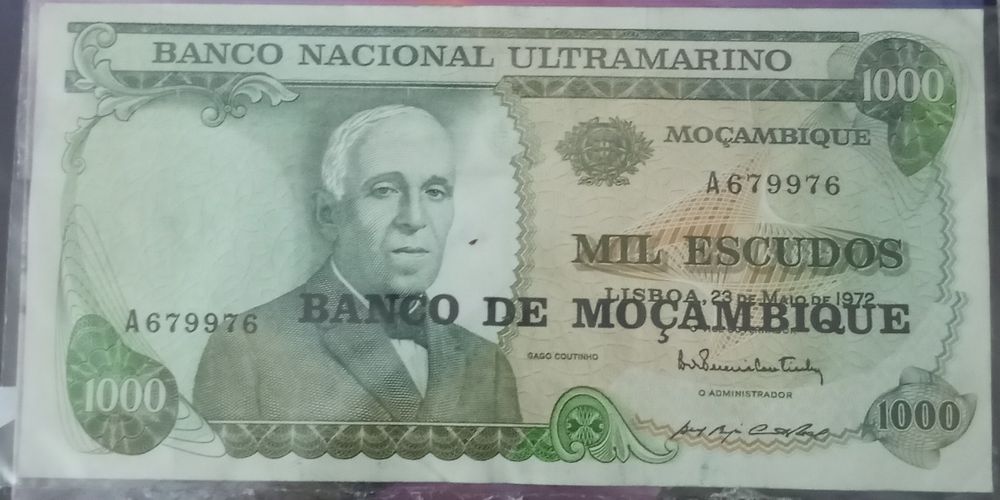 BANCO NACIONAL ULTRAMARINO
1000
MOÇAMBIQUE
A679976
MIL ESCUDOS
LISBOA, 23 DE MAIO DE 1972
BANCO DE MOÇAMBIQUE
A679976
GAGO COUTINHO
O ADMINISTRADOR
1000
1000